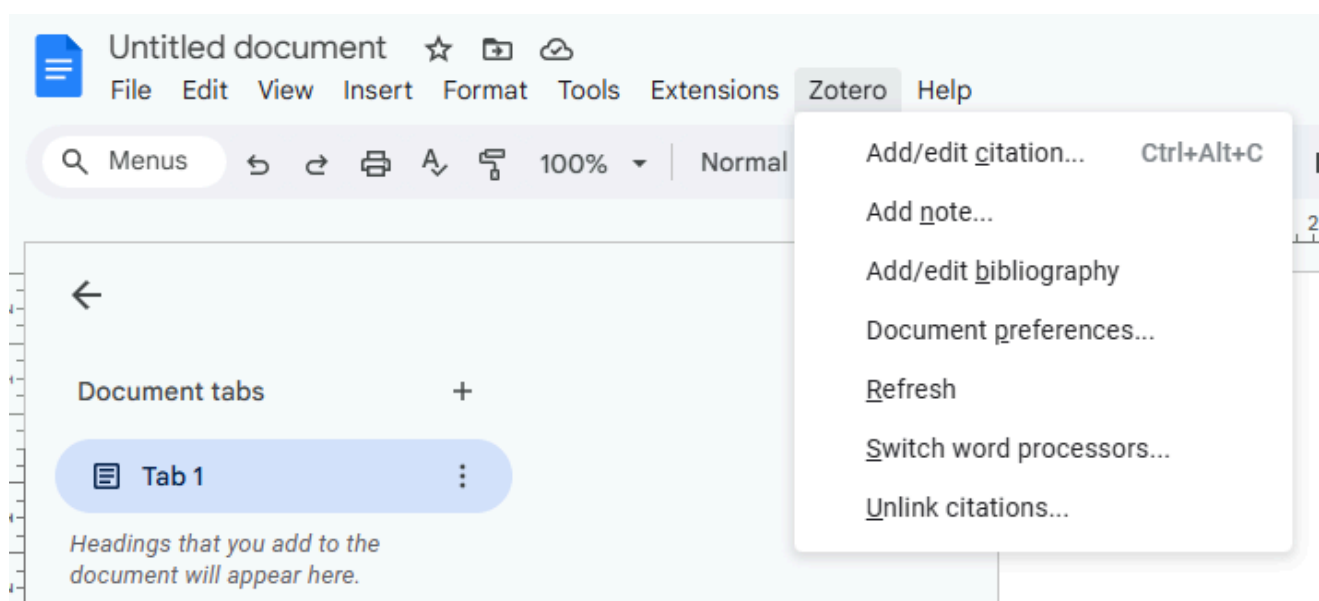 Untitled document
File Edit View Insert Format Tools Extensions Zotero Help
Menus 100% Normal
Add/edit citation... Ctrl+Alt+C
Add note...
Add/edit bibliography
Document preferences...
Refresh
Switch word processors...
Unlink citations...
2
Document tabs
Tab 1
Headings that you add to the
document will appear here.